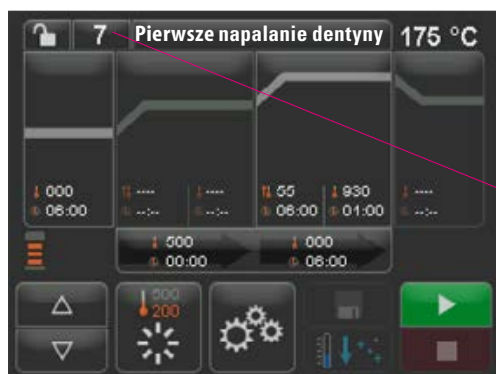 7 Pierwsze napalanie dentyny 175 °C
000 ---- ---- 55 930 ----
06:00 --:-- --:-- 06:00 01:00 --:--
500 000
00:00 06:00
500
200